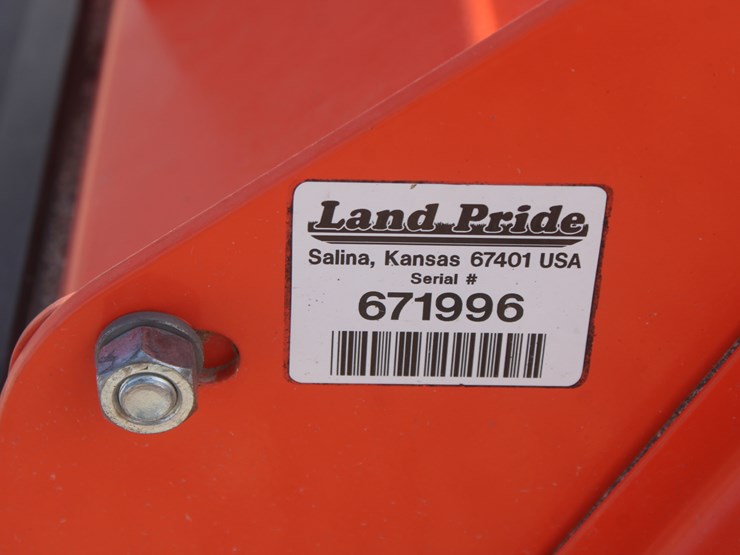 Land Pride
Salina, Kansas 67401 USA
Serial #
671996